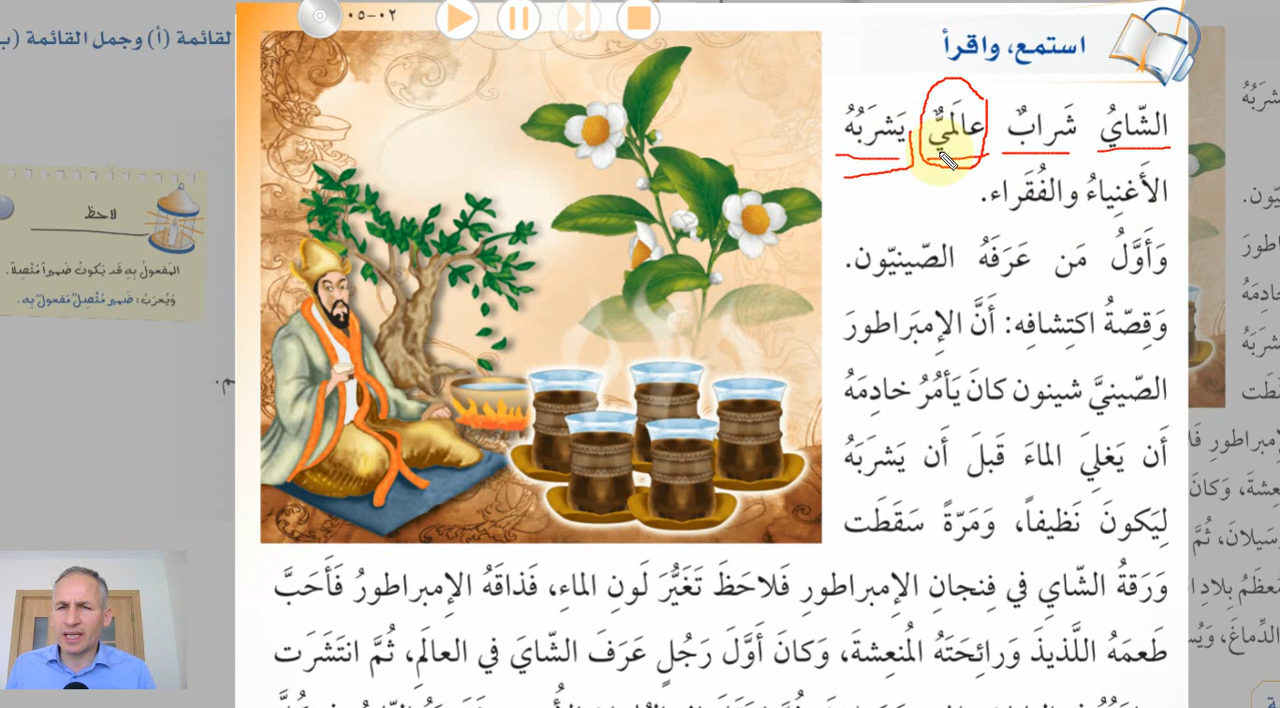 ٠٢-٠٥
استمع، واقرأ
الشّايُ شَرابٌ عالَمَيٌّ يَشرَبُهُ
الأَغنِياءُ والفُقَراء.
وَأَوَّلُ مَن عَرَفَهُ الصّينيّون.
وَقِصّةُ اكتِشافِه: أَنَّ الإمبَراطورَ
الصّينيَّ شينون كانَ يَأمُرُ خادِمَهُ
أَن يَغلِيَ الماءَ قَبلَ أَن يَشرَبَهُ
لِيَكونَ نَظيفاً، وَمَرّةً سَقَطَت
وَرَقةُ الشّايِ في فِنجانِ الإمبراطورِ فَلاحَظَ تَغَيُّرَ لَونِ الماءِ، فَذاقَهُ الإمبراطورُ فَأَحَبَّ
طَعمَهُ اللَّذيذَ وَرائِحَتَهُ المُنعِشةَ، وَكانَ أَوَّلَ رَجُلٍ عَرَفَ الشّايَ في العالَمِ، ثُمَّ انتَشَرَت
لقائمة (أ) وجمل القائمة (ب
لاحظ
المَفعولُ بِهِ قَد يَكونُ ضَميراً مُتَّصِلاً.
وَيُعرَبُ: ضَمير مُتَّصِلٌ مَفعولٌ بِه.